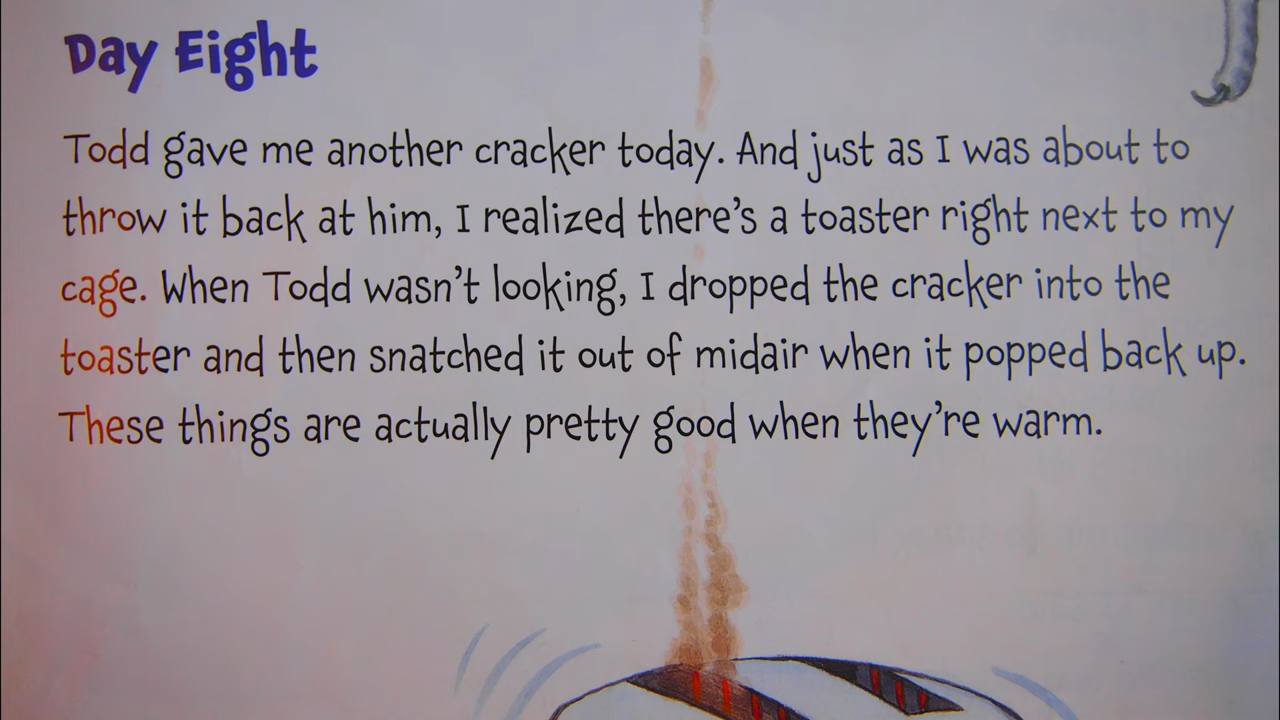 Day Eight
Todd gave me another cracker today. And just as I was about to
throw it back at him, I realized there's a toaster right next to my
cage. When Todd wasn't looking, I dropped the cracker into the
toaster and then snatched it out of midair when it popped back up.
These things are actually pretty good when they're warm.